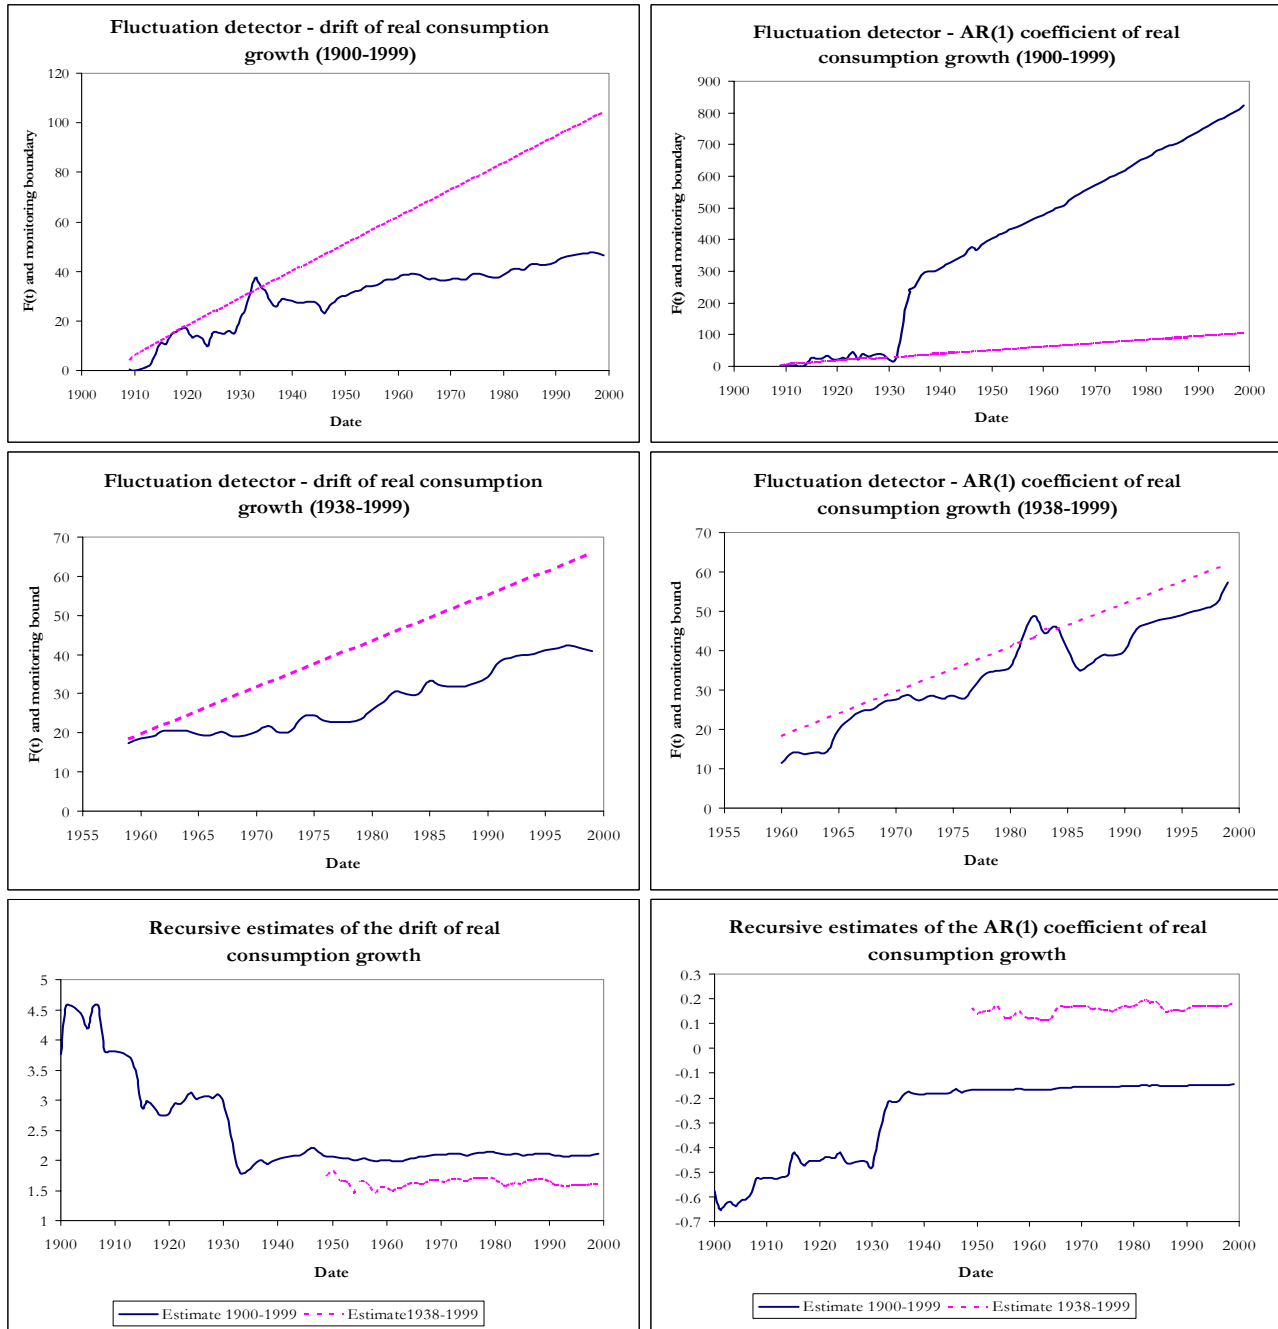 Fluctuation detector - drift of real consumption
growth (1900-1999)
120
100
80
60
40
20
0
F(t) and monitoring boundary
1900 1910 1920 1930 1940 1950 1960 1970 1980 1990 2000
Date
Fluctuation detector - AR(1) coefficient of real
consumption growth (1900-1999)
900
800
700
600
500
400
300
200
100
0
F(t) and monitoring boundary
1900 1910 1920 1930 1940 1950 1960 1970 1980 1990 2000
Date
Fluctuation detector - drift of real consumption
growth (1938-1999)
70
60
50
40
30
20
10
0
F(t) and monitoring bound
1955 1960 1965 1970 1975 1980 1985 1990 1995 2000
Date
Fluctuation detector - AR(1) coefficient of real
consumption growth (1938-1999)
70
60
50
40
30
20
10
0
F(t) and monitoring bound
1955 1960 1965 1970 1975 1980 1985 1990 1995 2000
Date
Recursive estimates of the drift of real
consumption growth
5
4.5
4
3.5
3
2.5
2
1.5
1
1900 1910 1920 1930 1940 1950 1960 1970 1980 1990 2000
Date
Estimate 1900-1999 Estimate1938-1999
Recursive estimates of the AR(1) coefficient of real
consumption growth
0.3
0.2
0.1
0
-0.1
-0.2
-0.3
-0.4
-0.5
-0.6
-0.7
1900 1910 1920 1930 1940 1950 1960 1970 1980 1990 2000
Date
Estimate 1900-1999 Estimate 1938-1999